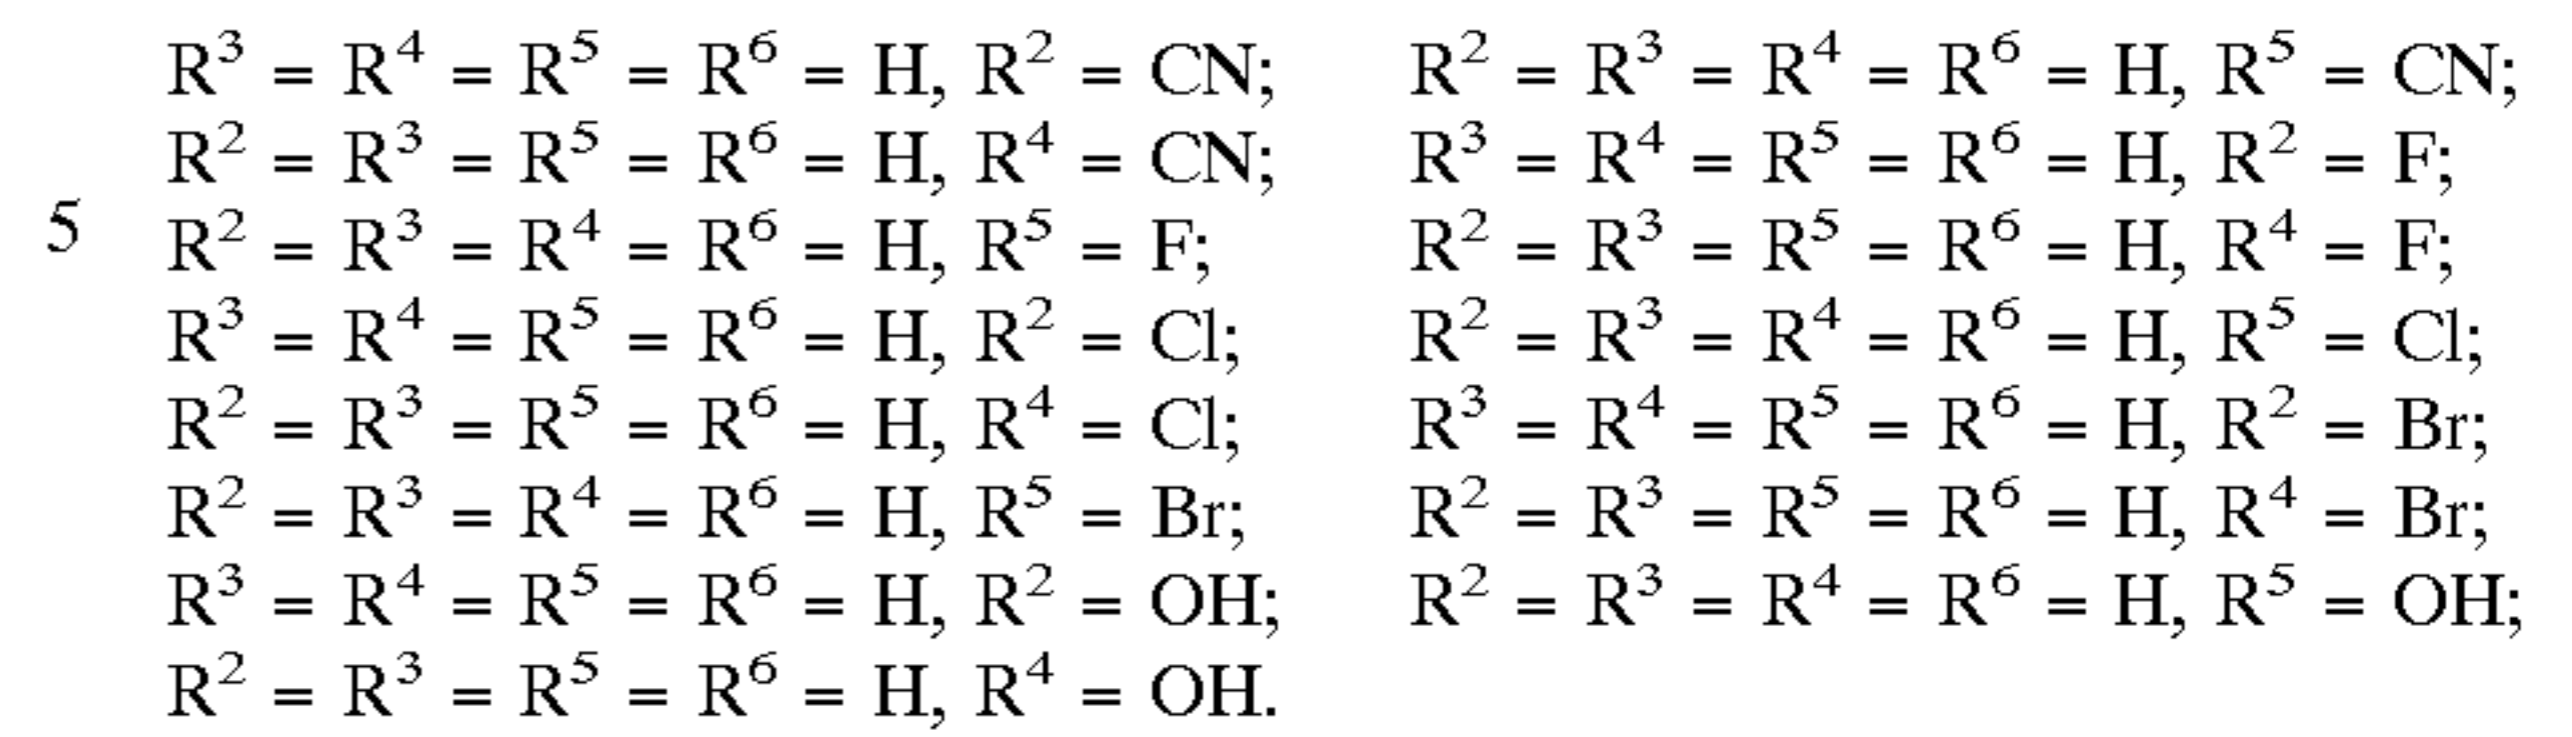 R³ = R⁴ = R⁵ = R⁶ = H, R² = CN; R² = R³ = R⁴ = R⁶ = H, R⁵ = CN;
R² = R³ = R⁵ = R⁶ = H, R⁴ = CN; R³ = R⁴ = R⁵ = R⁶ = H, R² = F;
5 R² = R³ = R⁴ = R⁶ = H, R⁵ = F; R² = R³ = R⁵ = R⁶ = H, R⁴ = F;
R³ = R⁴ = R⁵ = R⁶ = H, R² = Cl; R² = R³ = R⁴ = R⁶ = H, R⁵ = Cl;
R² = R³ = R⁵ = R⁶ = H, R⁴ = Cl; R³ = R⁴ = R⁵ = R⁶ = H, R² = Br;
R² = R³ = R⁴ = R⁶ = H, R⁵ = Br; R² = R³ = R⁵ = R⁶ = H, R⁴ = Br;
R³ = R⁴ = R⁵ = R⁶ = H, R² = OH; R² = R³ = R⁴ = R⁶ = H, R⁵ = OH;
R² = R³ = R⁵ = R⁶ = H, R⁴ = OH.